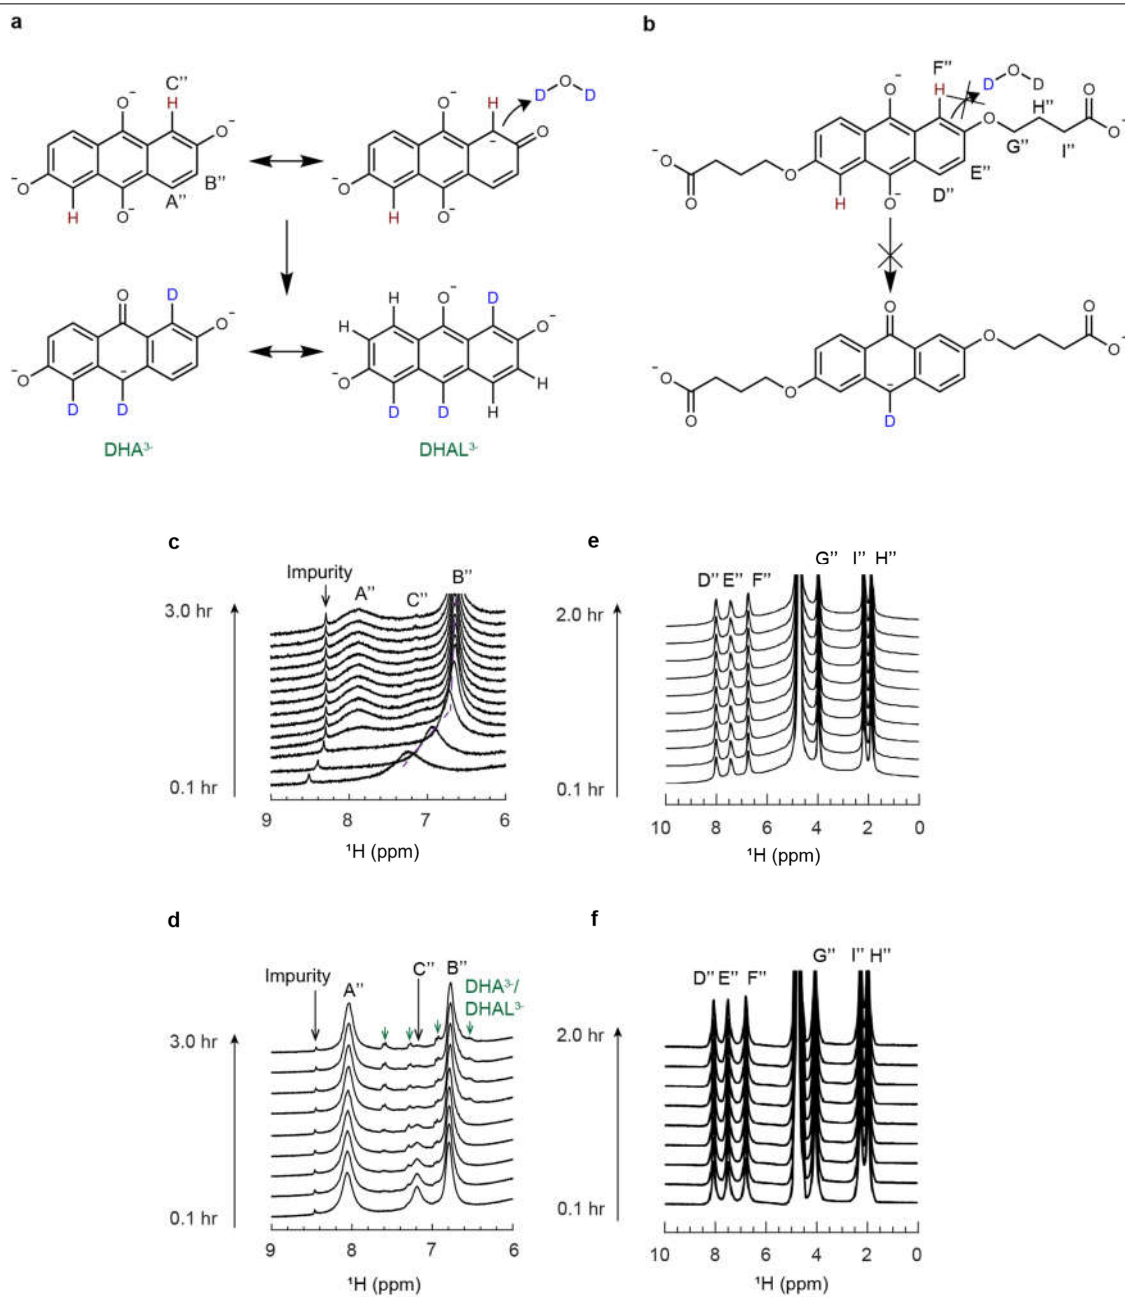 a
C''
H
O⁻
O⁻
B''
A''
⁻O
H
O⁻
H
D O D
O⁻
O
-
⁻O
H
O⁻
O
D
O⁻
-
⁻O
D D
DHA³⁻
H
O⁻
D
H
O⁻
H
⁻O
D D H
DHAL³⁻
b
F''
H
D O D
O⁻
H''
O
O⁻
O
G''
I''
E''
D''
⁻O
O
O
H
O⁻
O
O
O
O⁻
-
⁻O
O
O
D
c
Impurity
A''
C''
B''
3.0 hr
0.1 hr
9 8 7 6
¹H (ppm)
e
D'' E'' F''
G''
I'' H''
2.0 hr
0.1 hr
10 8 6 4 2 0
¹H (ppm)
d
Impurity
A''
C''
B''
DHA³⁻/
DHAL³⁻
3.0 hr
0.1 hr
9 8 7 6
¹H (ppm)
f
D'' E'' F''
G''
I'' H''
2.0 hr
0.1 hr
10 8 6 4 2 0
¹H (ppm)